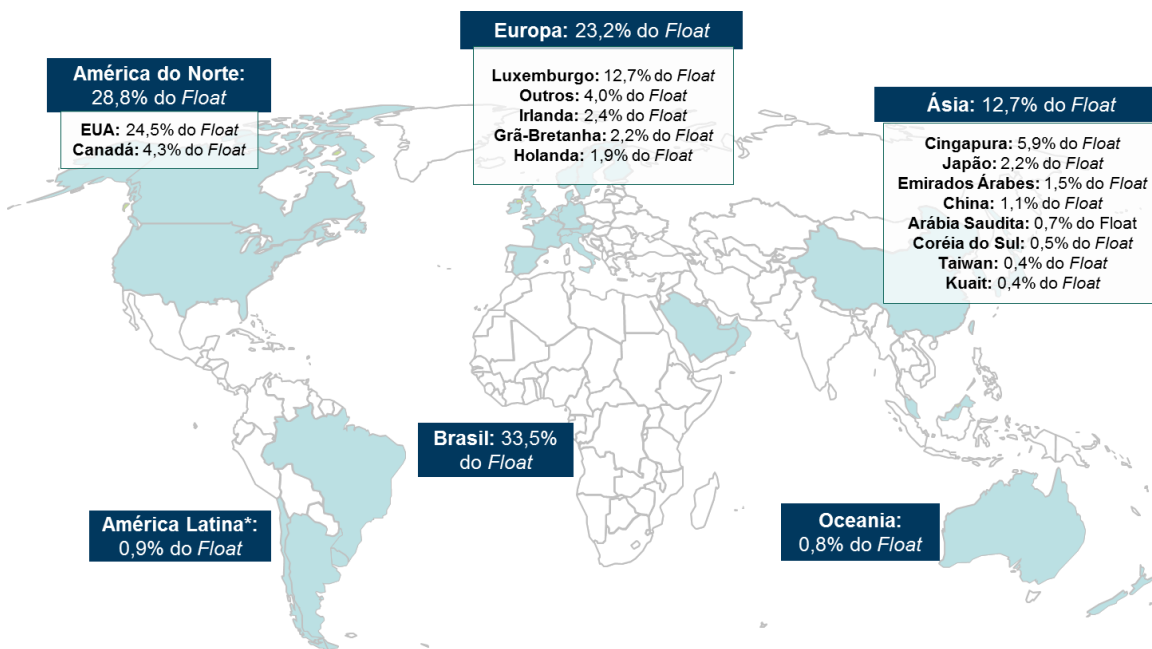 América do Norte:
28,8% do Float
EUA: 24,5% do Float
Canadá: 4,3% do Float
Europa: 23,2% do Float
Luxemburgo: 12,7% do Float
Outros: 4,0% do Float
Irlanda: 2,4% do Float
Grã-Bretanha: 2,2% do Float
Holanda: 1,9% do Float
Ásia: 12,7% do Float
Cingapura: 5,9% do Float
Japão: 2,2% do Float
Emirados Árabes: 1,5% do Float
China: 1,1% do Float
Arábia Saudita: 0,7% do Float
Coréia do Sul: 0,5% do Float
Taiwan: 0,4% do Float
Kuait: 0,4% do Float
Brasil: 33,5%
do Float
América Latina*:
0,9% do Float
Oceania:
0,8% do Float